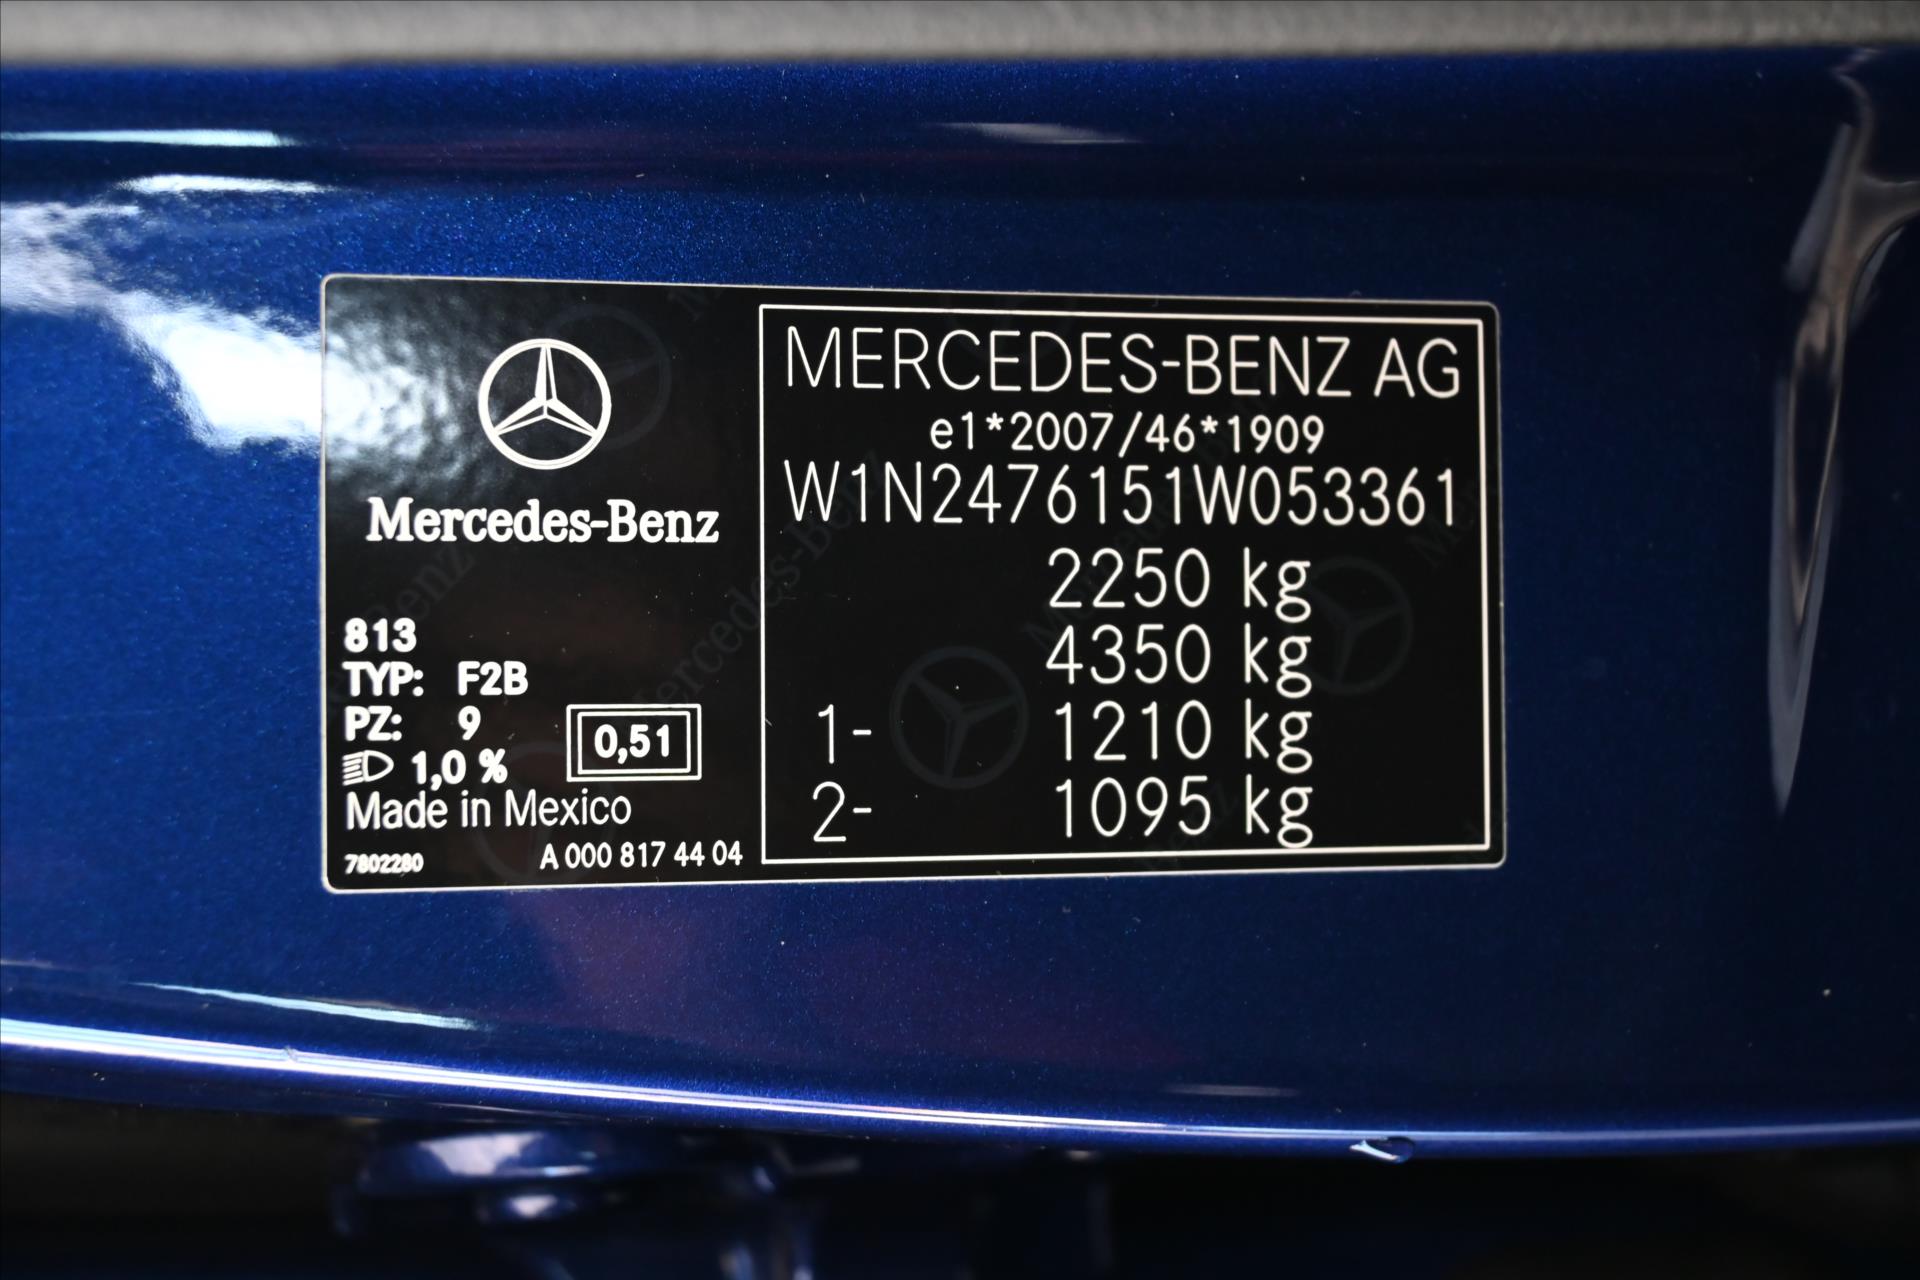 Mercedes-Benz
813
TYP: F2B
PZ: 9
1,0 %
0,51
Made in Mexico
7802280
A 000 817 44 04
MERCEDES-BENZ AG
e1*2007/46*1909
W1N2476151W053361
2250 kg
4350 kg
1- 1210 kg
2- 1095 kg